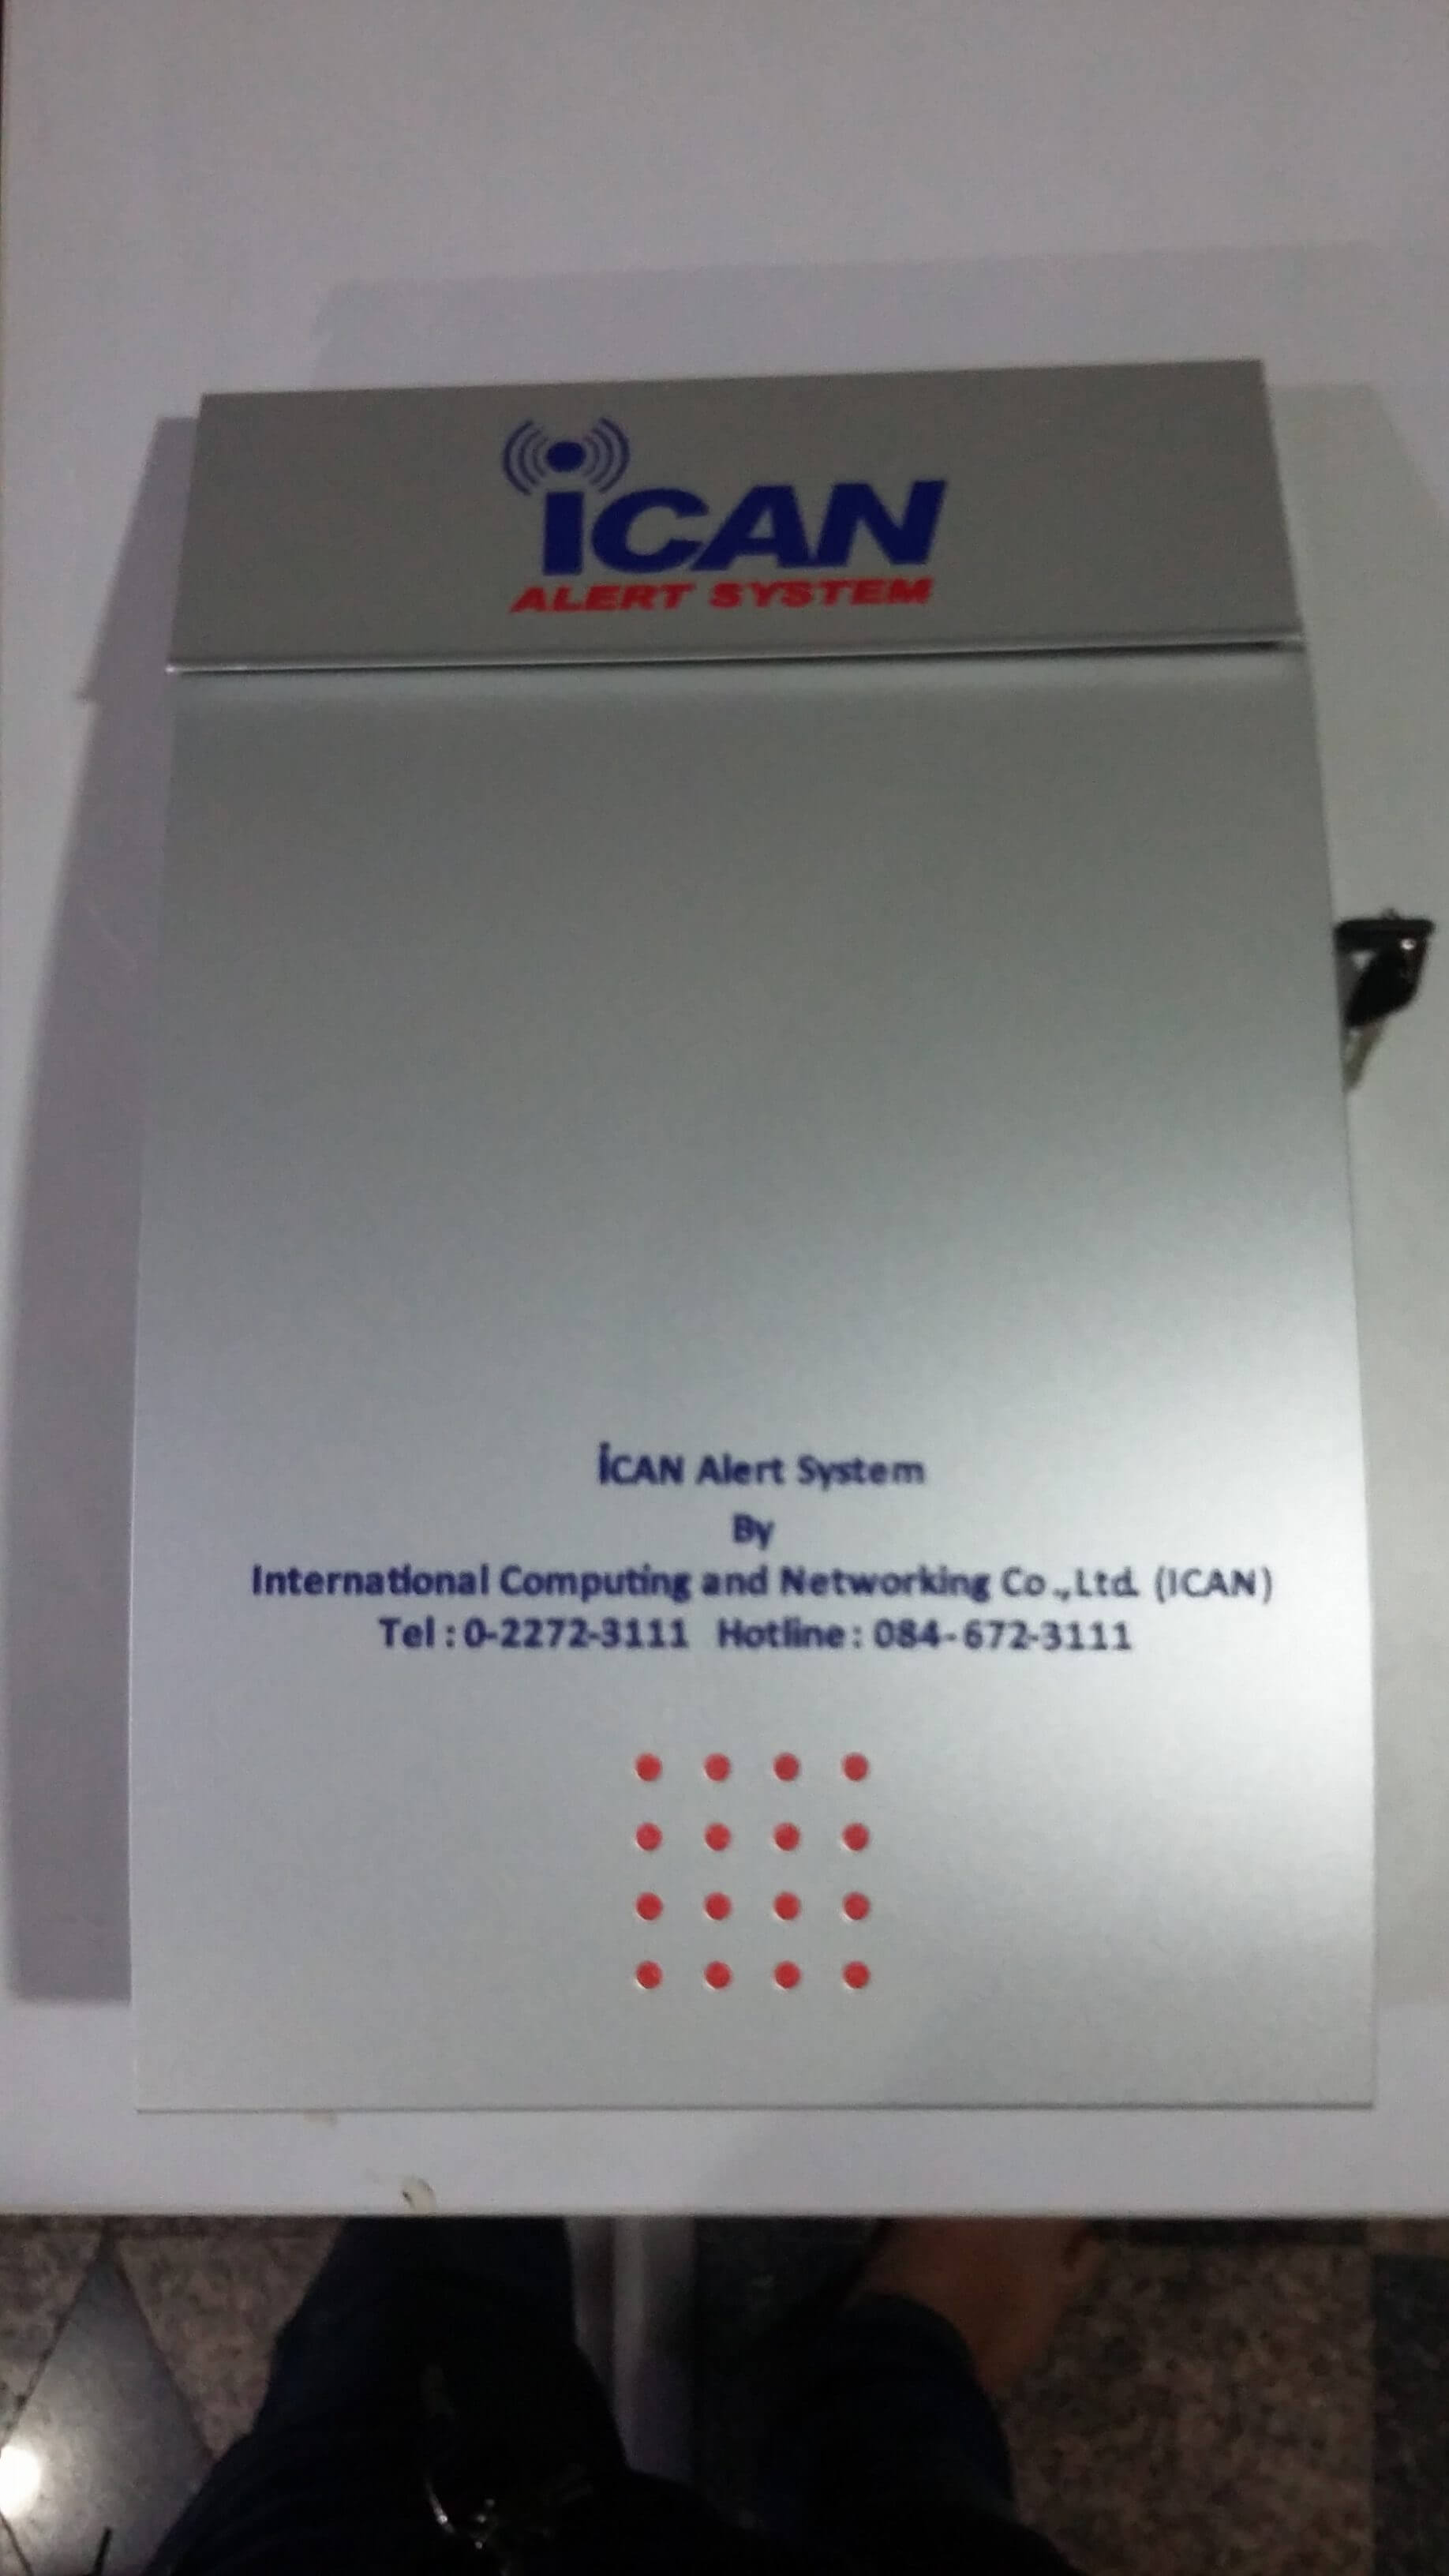 iCAN
ALERT SYSTEM
iCAN Alert System
By
International Computing and Networking Co.,Ltd. (ICAN)
Tel : 0-2272-3111 Hotline : 084-672-3111